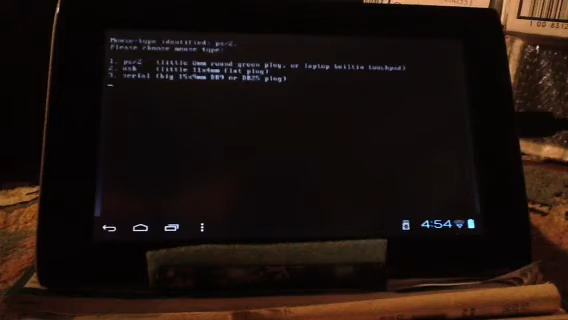 Mouse-type identified: ps/2.
Please choose mouse type:
1. ps/2 (little 8mm round green plug, or laptop builtin touchpad)
2. usb (little 11x4mm flat plug)
3. serial (big 15x9mm DB9 or DB25 plug)
4:54